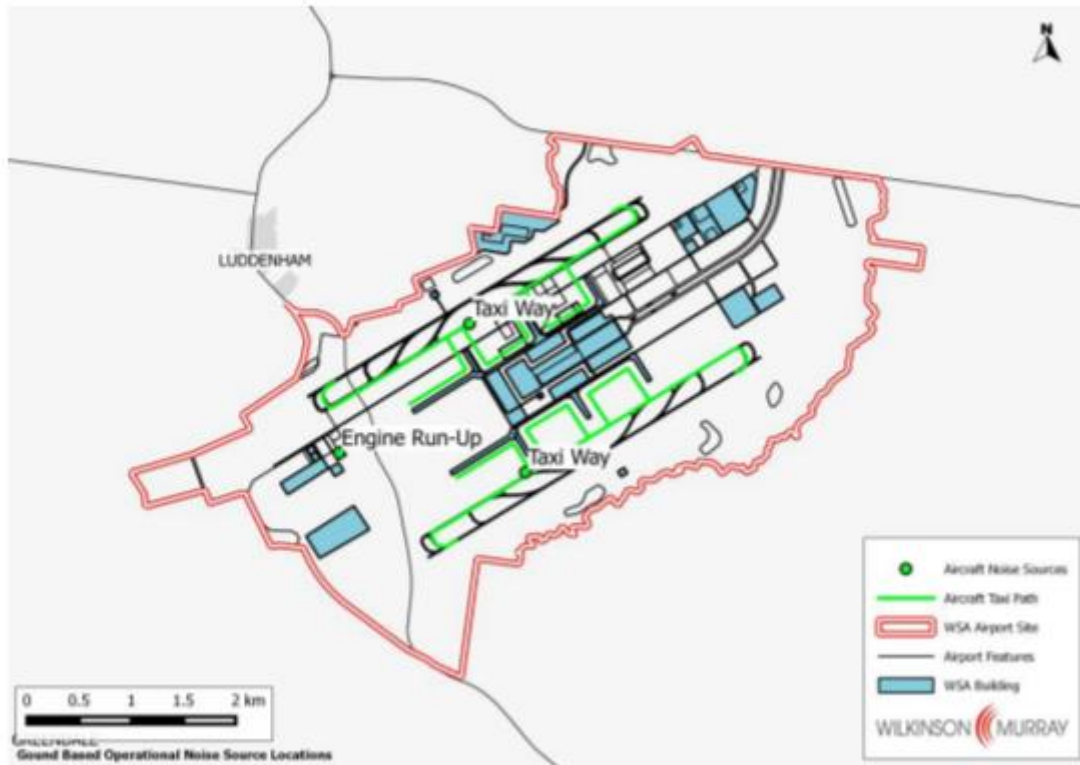 N
LUDDENHAM
Taxi Way
Engine Run-Up
Taxi Way
Aircraft Noise Sources
Aircraft Taxi Path
WSA Airport Site
Airport Features
WSA Building
WILKINSON MURRAY
0 0.5 1 1.5 2 km
Gound Based Operational Noise Source Locations